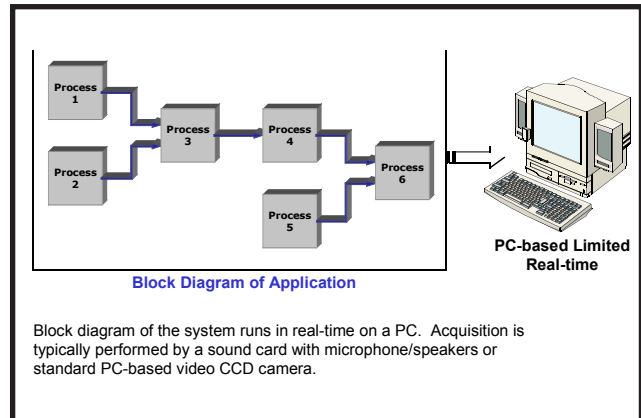 Process
1
Process
2
Process
3
Process
4
Process
5
Process
6
PC-based Limited
Real-time
Block Diagram of Application
Block diagram of the system runs in real-time on a PC.  Acquisition is
typically performed by a sound card with microphone/speakers or
standard PC-based video CCD camera.